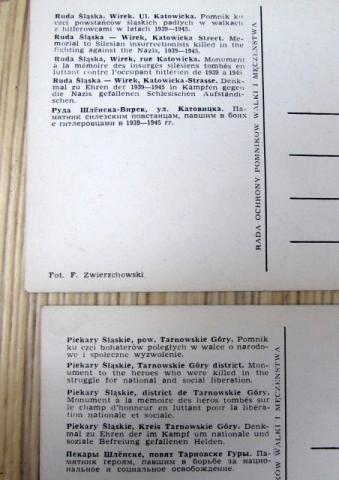 Ruda Śląska. Wirek. Ul. Katowicka. Pomnik ku
czci powstańców śląskich padłych w walkach
z hitlerowcami w latach 1939—1945.
Ruda Śląska — Wirek, Katowicka Street. Me-
morial to Silesian insurrectionists killed in the
fighting against the Nazis, 1939—1945.
Ruda Śląska — Wirek, rue Katowicka. Monument
à la mémoire des insurgés silésiens tombés en
luttant contre l'occupant hitlérien de 1939 à 1945.
Ruda Śląska — Wirek, Katowicka-Strasse. Denk-
mal zu Ehren der 1939—1945 in Kämpfen gegen
die Nazis gefallenen Schlesischen Aufständi-
schen.
Руда Шлёнска-Вирек, ул. Катовицка. Па-
мятник силезским повстанцам, павшим в боях
с гитлеровцами в 1939—1945 гг.
RADA OCHRONY POMNIKÓW WALKI I MĘCZEŃSTWA
Fot. F. Zwierzchowski
Piekary Śląskie, pow. Tarnowskie Góry. Pomnik
ku czci bohaterów poległych w walce o narodo-
we i społeczne wyzwolenie.
Piekary Śląskie, Tarnowskie Góry district. Mon-
ument to the heroes who were killed in the
struggle for national and social liberation.
Piekary Śląskie, district de Tarnowskie Góry.
Monument à la mémoire des héros tombés sur
le champ d'honneur en luttant pour la libéra-
tion nationale et sociale.
Piekary Śląskie, Kreis Tarnowskie Góry. Denk-
mal zu Ehren der im Kampf um nationale und
soziale Befreiung gefallenen Helden.
Пекары Шлёнске, повят Тарновске Гуры. Па-
мятник героям, павшим в борьбе за нацио-
нальное и социальное освобождение.
WALKI I MĘCZEŃSTWA